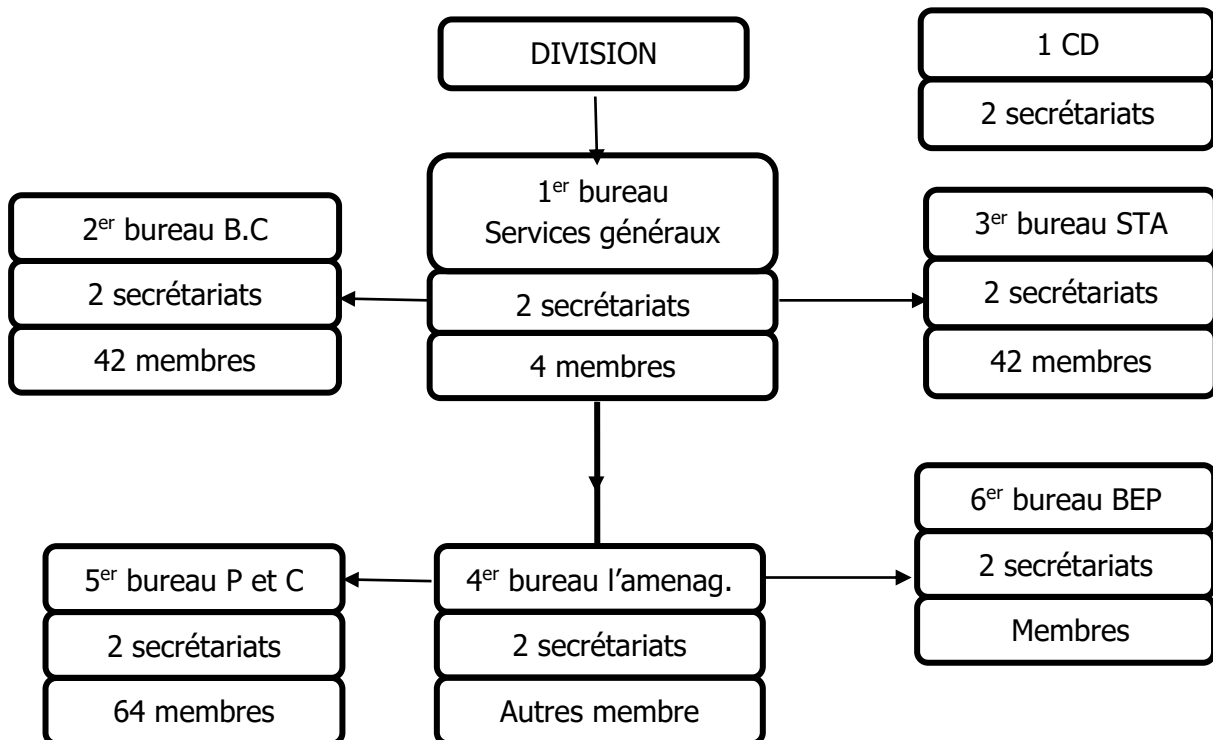 DIVISION
1 CD
2 secrétariats
1er bureau
Services généraux
2 secrétariats
4 membres
2er bureau B.C
2 secrétariats
42 membres
3er bureau STA
2 secrétariats
42 membres
4er bureau l’amenag.
2 secrétariats
Autres membre
5er bureau P et C
2 secrétariats
64 membres
6er bureau BEP
2 secrétariats
Membres